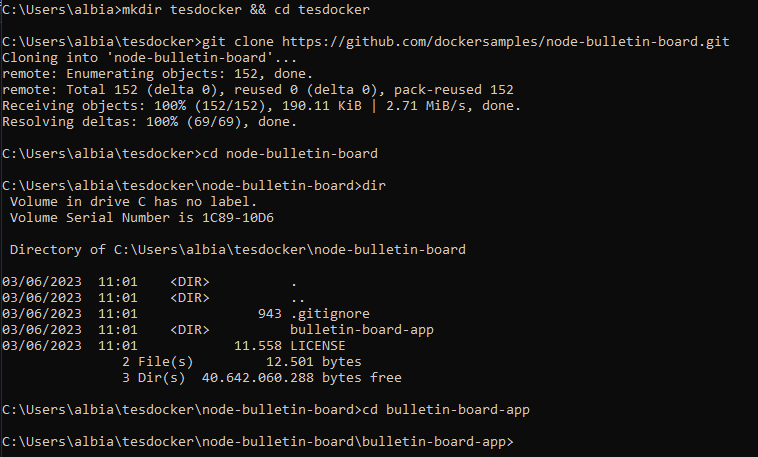 C:\Users\albia>mkdir tesdocker && cd tesdocker
C:\Users\albia\tesdocker>git clone https://github.com/dockersamples/node-bulletin-board.git
Cloning into 'node-bulletin-board'...
remote: Enumerating objects: 152, done.
remote: Total 152 (delta 0), reused 0 (delta 0), pack-reused 152
Receiving objects: 100% (152/152), 190.11 KiB | 2.71 MiB/s, done.
Resolving deltas: 100% (69/69), done.
C:\Users\albia\tesdocker>cd node-bulletin-board
C:\Users\albia\tesdocker\node-bulletin-board>dir
 Volume in drive C has no label.
 Volume Serial Number is 1C89-10D6
 Directory of C:\Users\albia\tesdocker\node-bulletin-board
03/06/2023  11:01    <DIR>          .
03/06/2023  11:01    <DIR>          ..
03/06/2023  11:01               943 .gitignore
03/06/2023  11:01    <DIR>          bulletin-board-app
03/06/2023  11:01            11.558 LICENSE
               2 File(s)         12.501 bytes
               3 Dir(s)  40.642.060.288 bytes free
C:\Users\albia\tesdocker\node-bulletin-board>cd bulletin-board-app
C:\Users\albia\tesdocker\node-bulletin-board\bulletin-board-app>